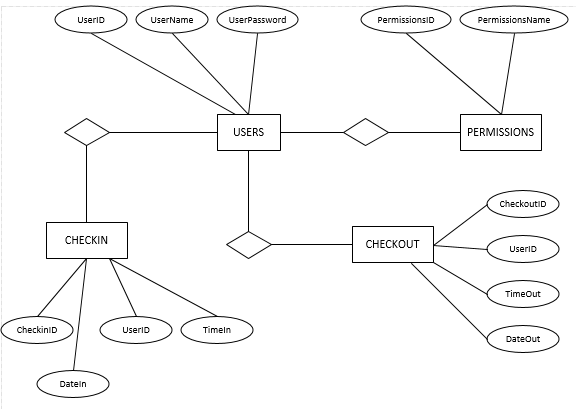 UserID
UserName
UserPassword
PermissionsID
PermissionsName
USERS
PERMISSIONS
CheckoutID
CHECKIN
CHECKOUT
UserID
TimeOut
CheckinID
UserID
TimeIn
DateOut
DateIn